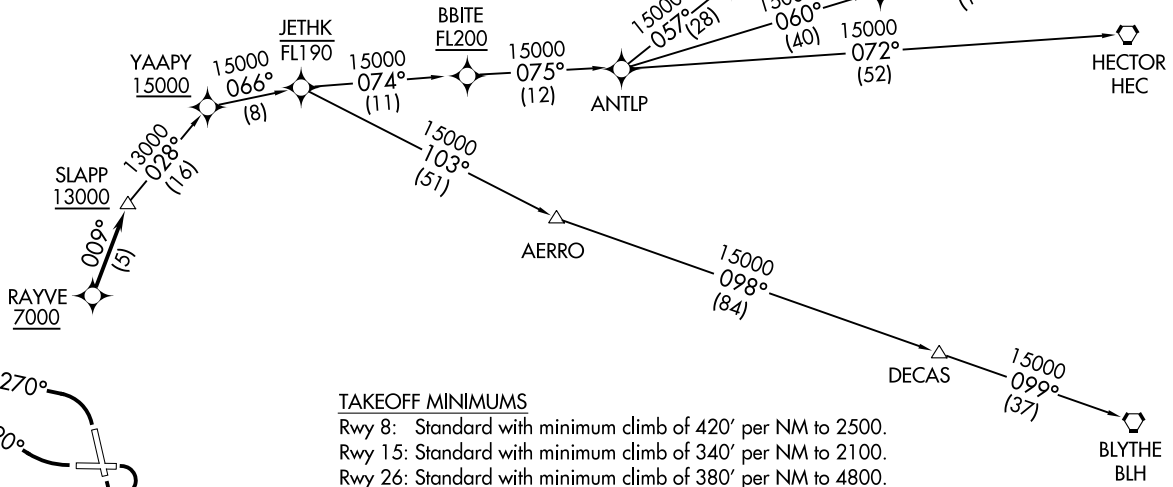 BBITE
FL200
JETHK
FL190
YAAPY
15000
SLAPP
13000
RAYVE
7000
009°
(5)
13000
028°
(16)
15000
066°
(8)
15000
074°
(11)
15000
075°
(12)
ANTLP
15000
057°
(28)
060°
(40)
15000
072°
(52)
HECTOR
HEC
15000
103°
(51)
AERRO
15000
098°
(84)
DECAS
15000
099°
(37)
BLYTHE
BLH
270°
TAKEOFF MINIMUMS
Rwy 8: Standard with minimum climb of 420' per NM to 2500.
Rwy 15: Standard with minimum climb of 340' per NM to 2100.
Rwy 26: Standard with minimum climb of 380' per NM to 4800.